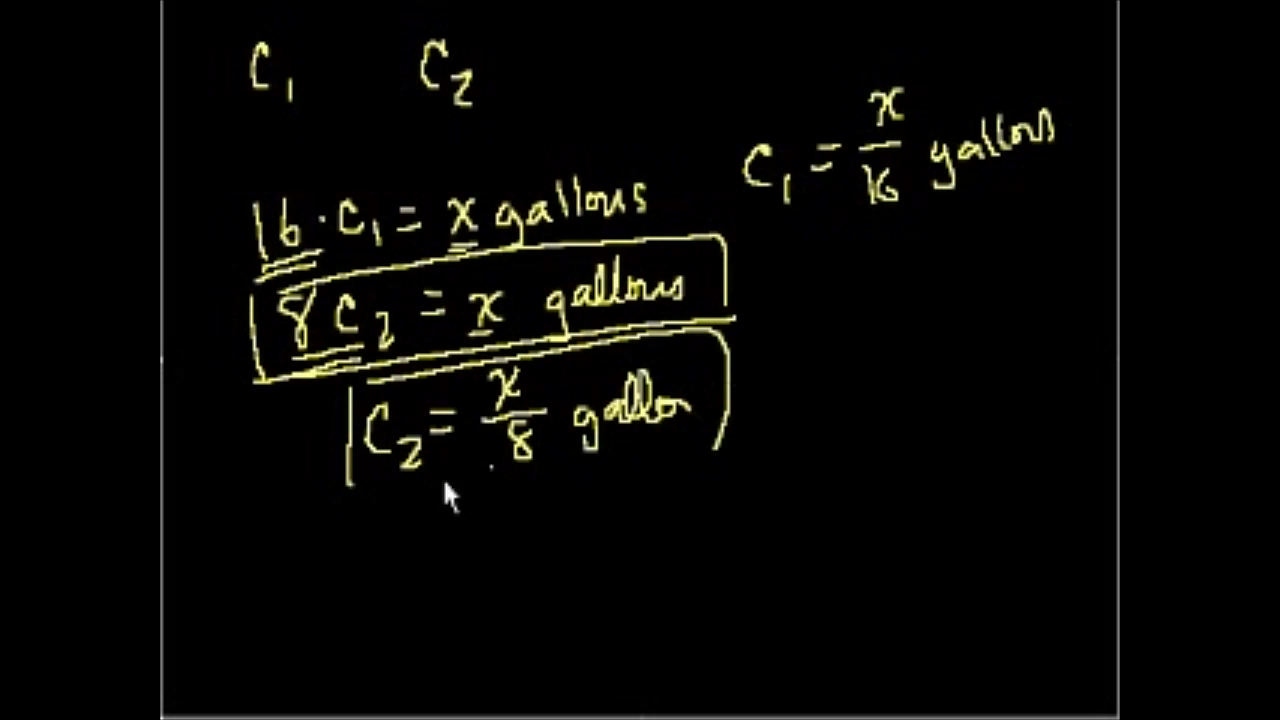 C₁ C₂
C₁ = x/16 gallons
16 · C₁ = x gallons
8 C₂ = x gallons
C₂ = x/8 gallon